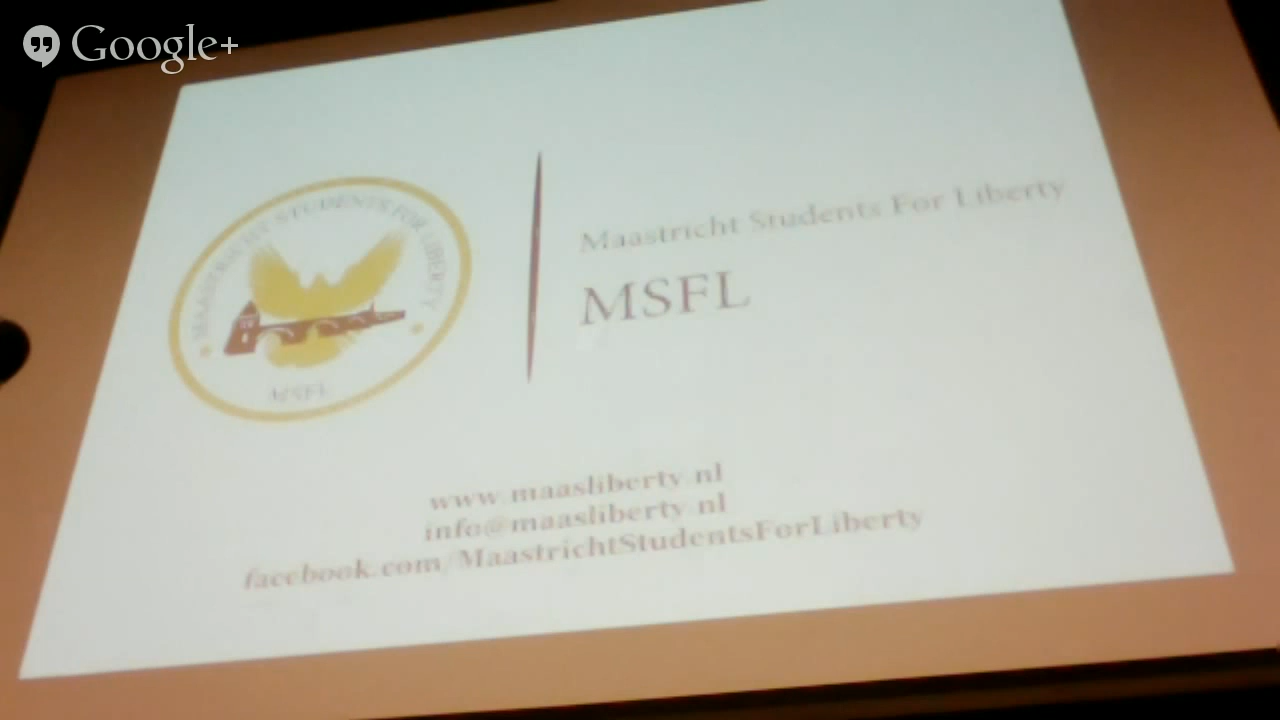 Google+
MAASTRICHT STUDENTS FOR LIBERTY
MSFL
Maastricht Students For Liberty
MSFL
www.maasliberty.nl
info@maasliberty.nl
facebook.com/MaastrichtStudentsForLiberty